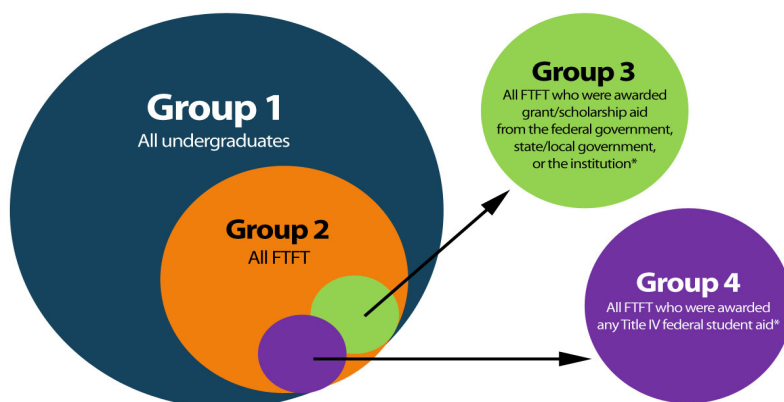 Group 1
All undergraduates
Group 2
All FTFT
Group 3
All FTFT who were awarded
grant/scholarship aid
from the federal government,
state/local government,
or the institution*
Group 4
All FTFT who were awarded
any Title IV federal student aid*